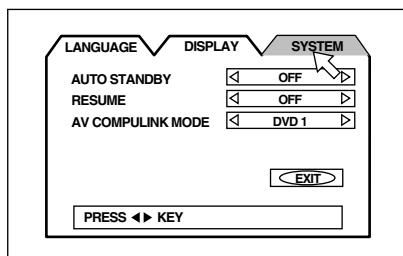 LANGUAGE DISPLAY SYSTEM
AUTO STANDBY OFF
RESUME OFF
AV COMPULINK MODE DVD 1
EXIT
PRESS ◀▶ KEY